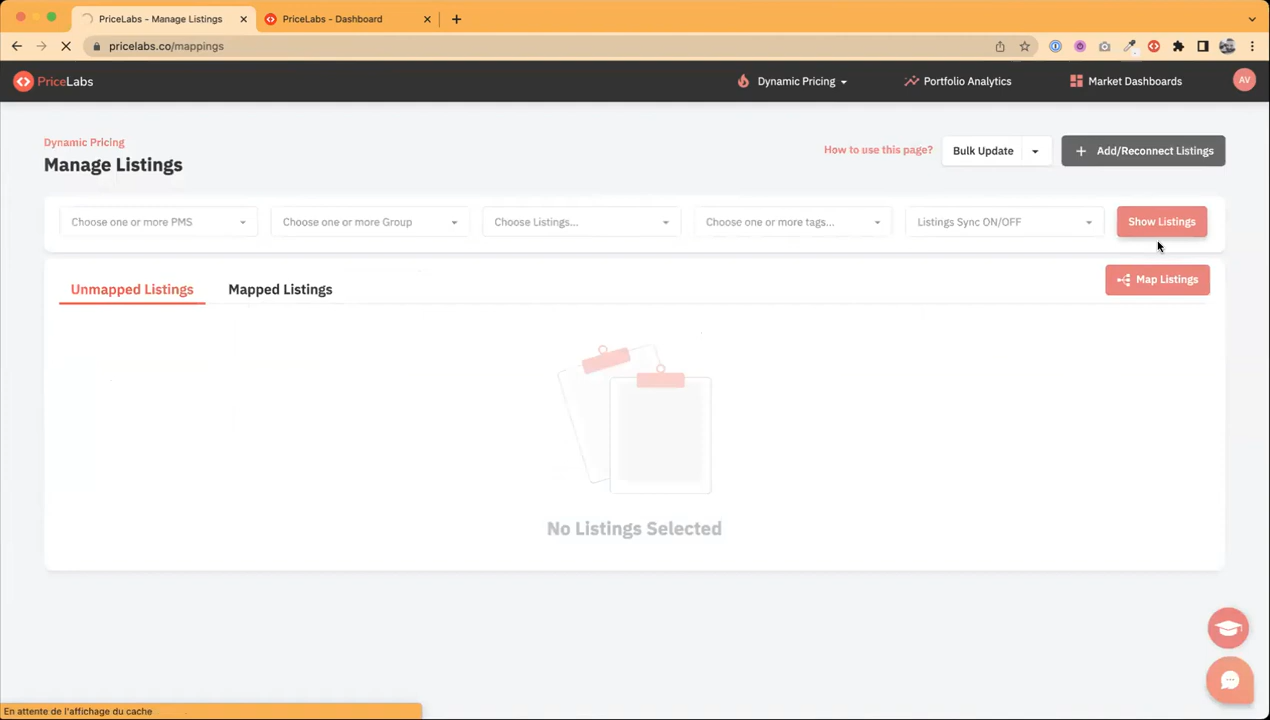 PriceLabs - Manage Listings
PriceLabs - Dashboard
pricelabs.co/mappings
PriceLabs
Dynamic Pricing
Portfolio Analytics
Market Dashboards
AV
Dynamic Pricing
Manage Listings
How to use this page?
Bulk Update
+ Add/Reconnect Listings
Choose one or more PMS
Choose one or more Group
Choose Listings...
Choose one or more tags...
Listings Sync ON/OFF
Show Listings
Unmapped Listings
Mapped Listings
Map Listings
No Listings Selected
En attente de l'affichage du cache